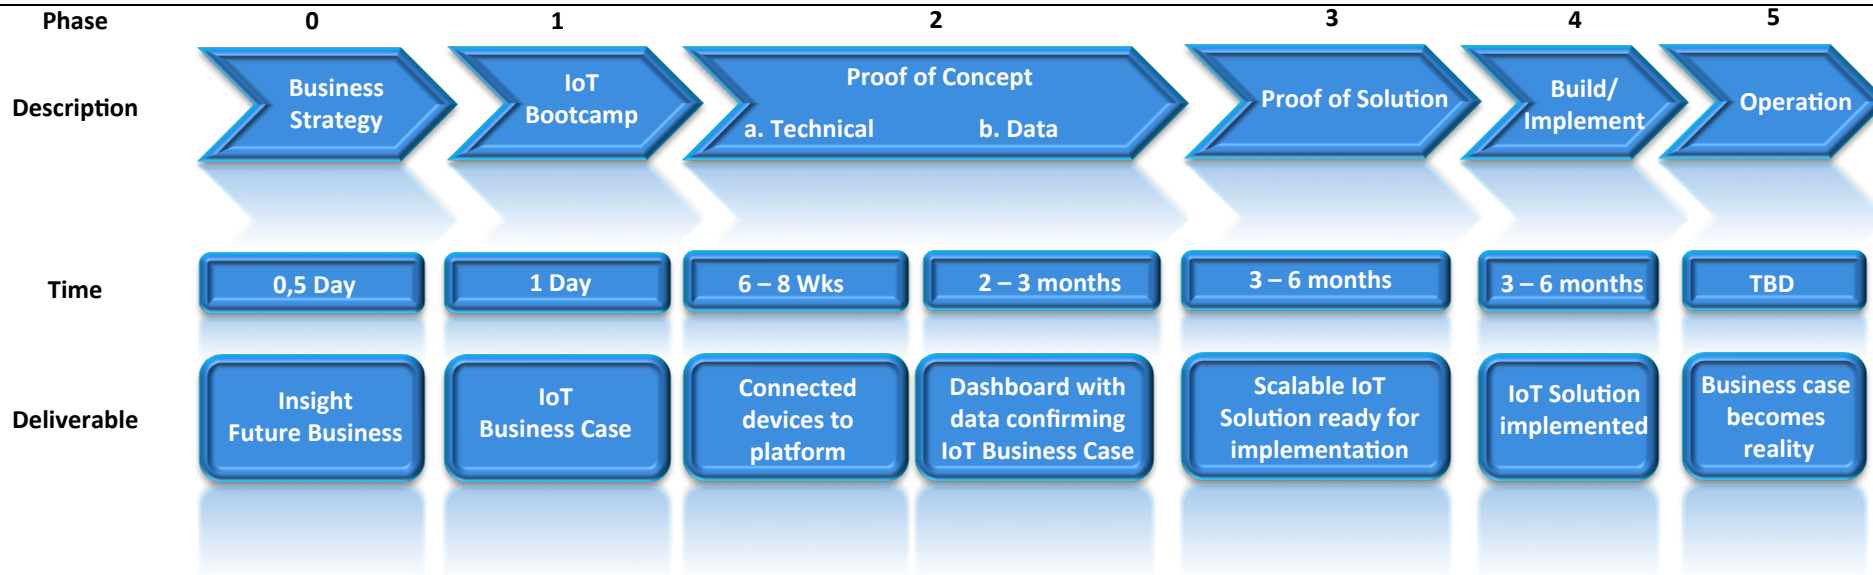 Phase 0 1 2 3 4 5
Description
Business
Strategy
IoT
Bootcamp
Proof of Concept
a. Technical b. Data
Proof of Solution
Build/
Implement
Operation
Time 0,5 Day 1 Day 6 – 8 Wks 2 – 3 months 3 – 6 months 3 – 6 months TBD
Deliverable
Insight
Future Business
IoT
Business Case
Connected
devices to
platform
Dashboard with
data confirming
IoT Business Case
Scalable IoT
Solution ready for
implementation
IoT Solution
implemented
Business case
becomes
reality